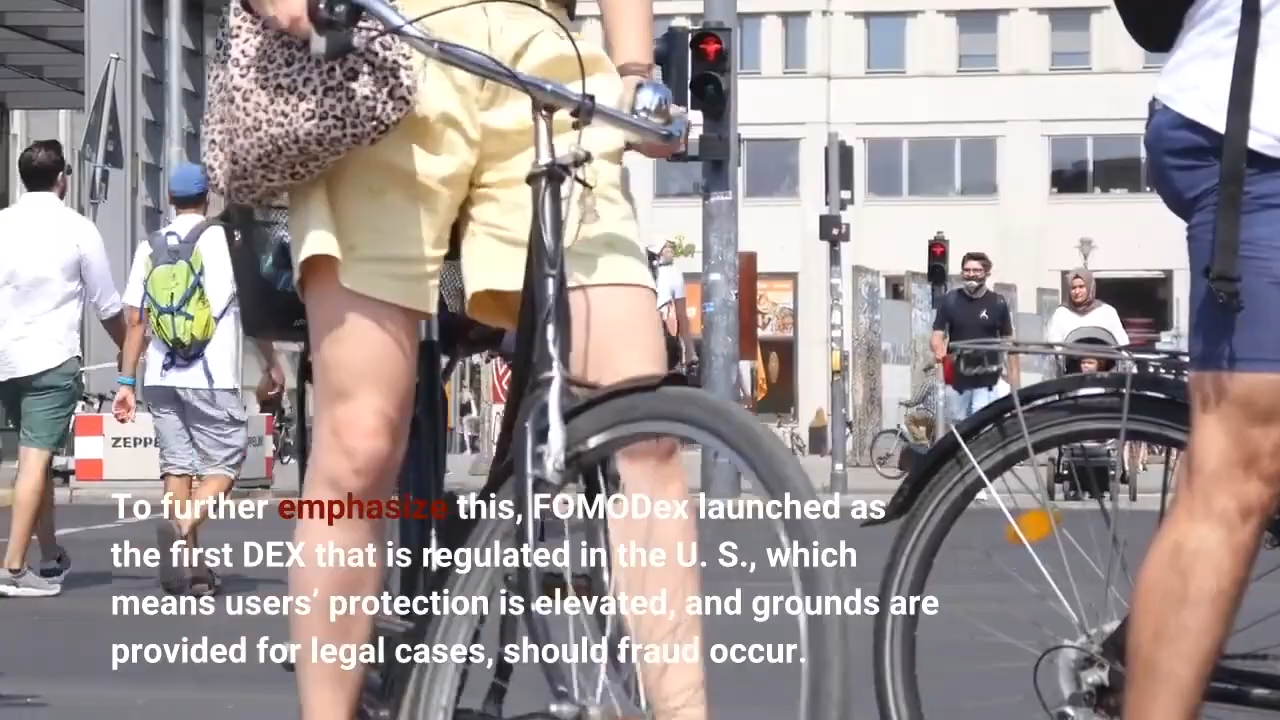 ZEPP
To further emphasize this, FOMODex launched as
the first DEX that is regulated in the U. S., which
means users’ protection is elevated, and grounds are
provided for legal cases, should fraud occur.